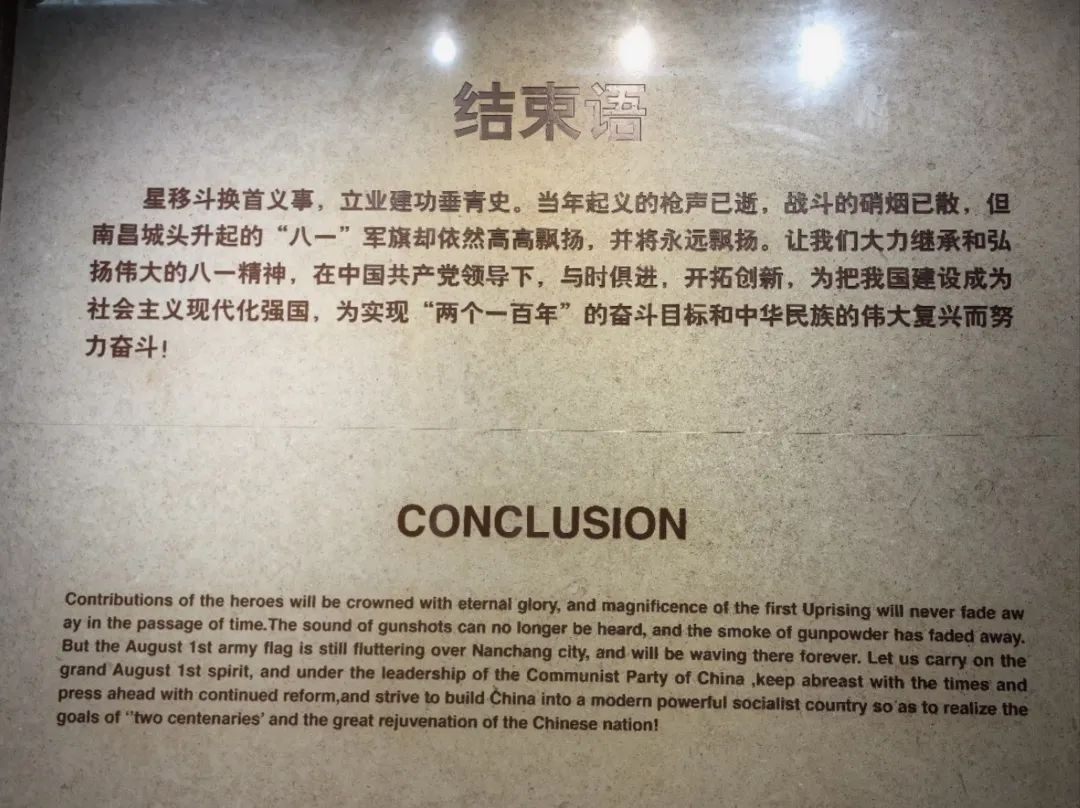 结束语
星移斗换首义事，立业建功垂青史。当年起义的枪声已逝，战斗的硝烟已散，但
南昌城头升起的“八一”军旗却依然高高飘扬，并将永远飘扬。让我们大力继承和弘
扬伟大的八一精神，在中国共产党领导下，与时俱进，开拓创新，为把我国建设成为
社会主义现代化强国，为实现“两个一百年”的奋斗目标和中华民族的伟大复兴而努
力奋斗！
CONCLUSION
Contributions of the heroes will be crowned with eternal glory, and magnificence of the first Uprising will never fade aw
ay in the passage of time.The sound of gunshots can no longer be heard, and the smoke of gunpowder has faded away.
But the August 1st army flag is still fluttering over Nanchang city, and will be waving there forever. Let us carry on the
grand August 1st spirit, and under the leadership of the Communist Party of China ,keep abreast with the times and
press ahead with continued reform,and strive to build China into a modern powerful socialist country so as to realize the
goals of ‘'two centenaries' and the great rejuvenation of the Chinese nation!